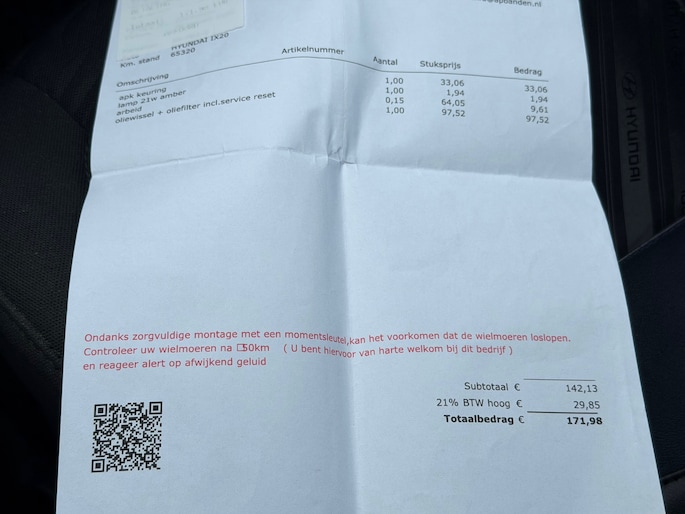 Km. stand
HYUNDAI IX20
65320
Omschrijving Artikelnummer Aantal Stuksprijs Bedrag
apk keuring 1,00 33,06 33,06
lamp 21w amber 1,00 1,94 1,94
arbeid 0,15 64,05 9,61
oliewissel + oliefilter incl.service reset 1,00 97,52 97,52
Ondanks zorgvuldige montage met een momentsleutel,kan het voorkomen dat de wielmoeren loslopen.
Controleer uw wielmoeren na □50km ( U bent hiervoor van harte welkom bij dit bedrijf )
en reageer alert op afwijkend geluid
Subtotaal € 142,13
21% BTW hoog € 29,85
Totaalbedrag € 171,98
HYUNDAI